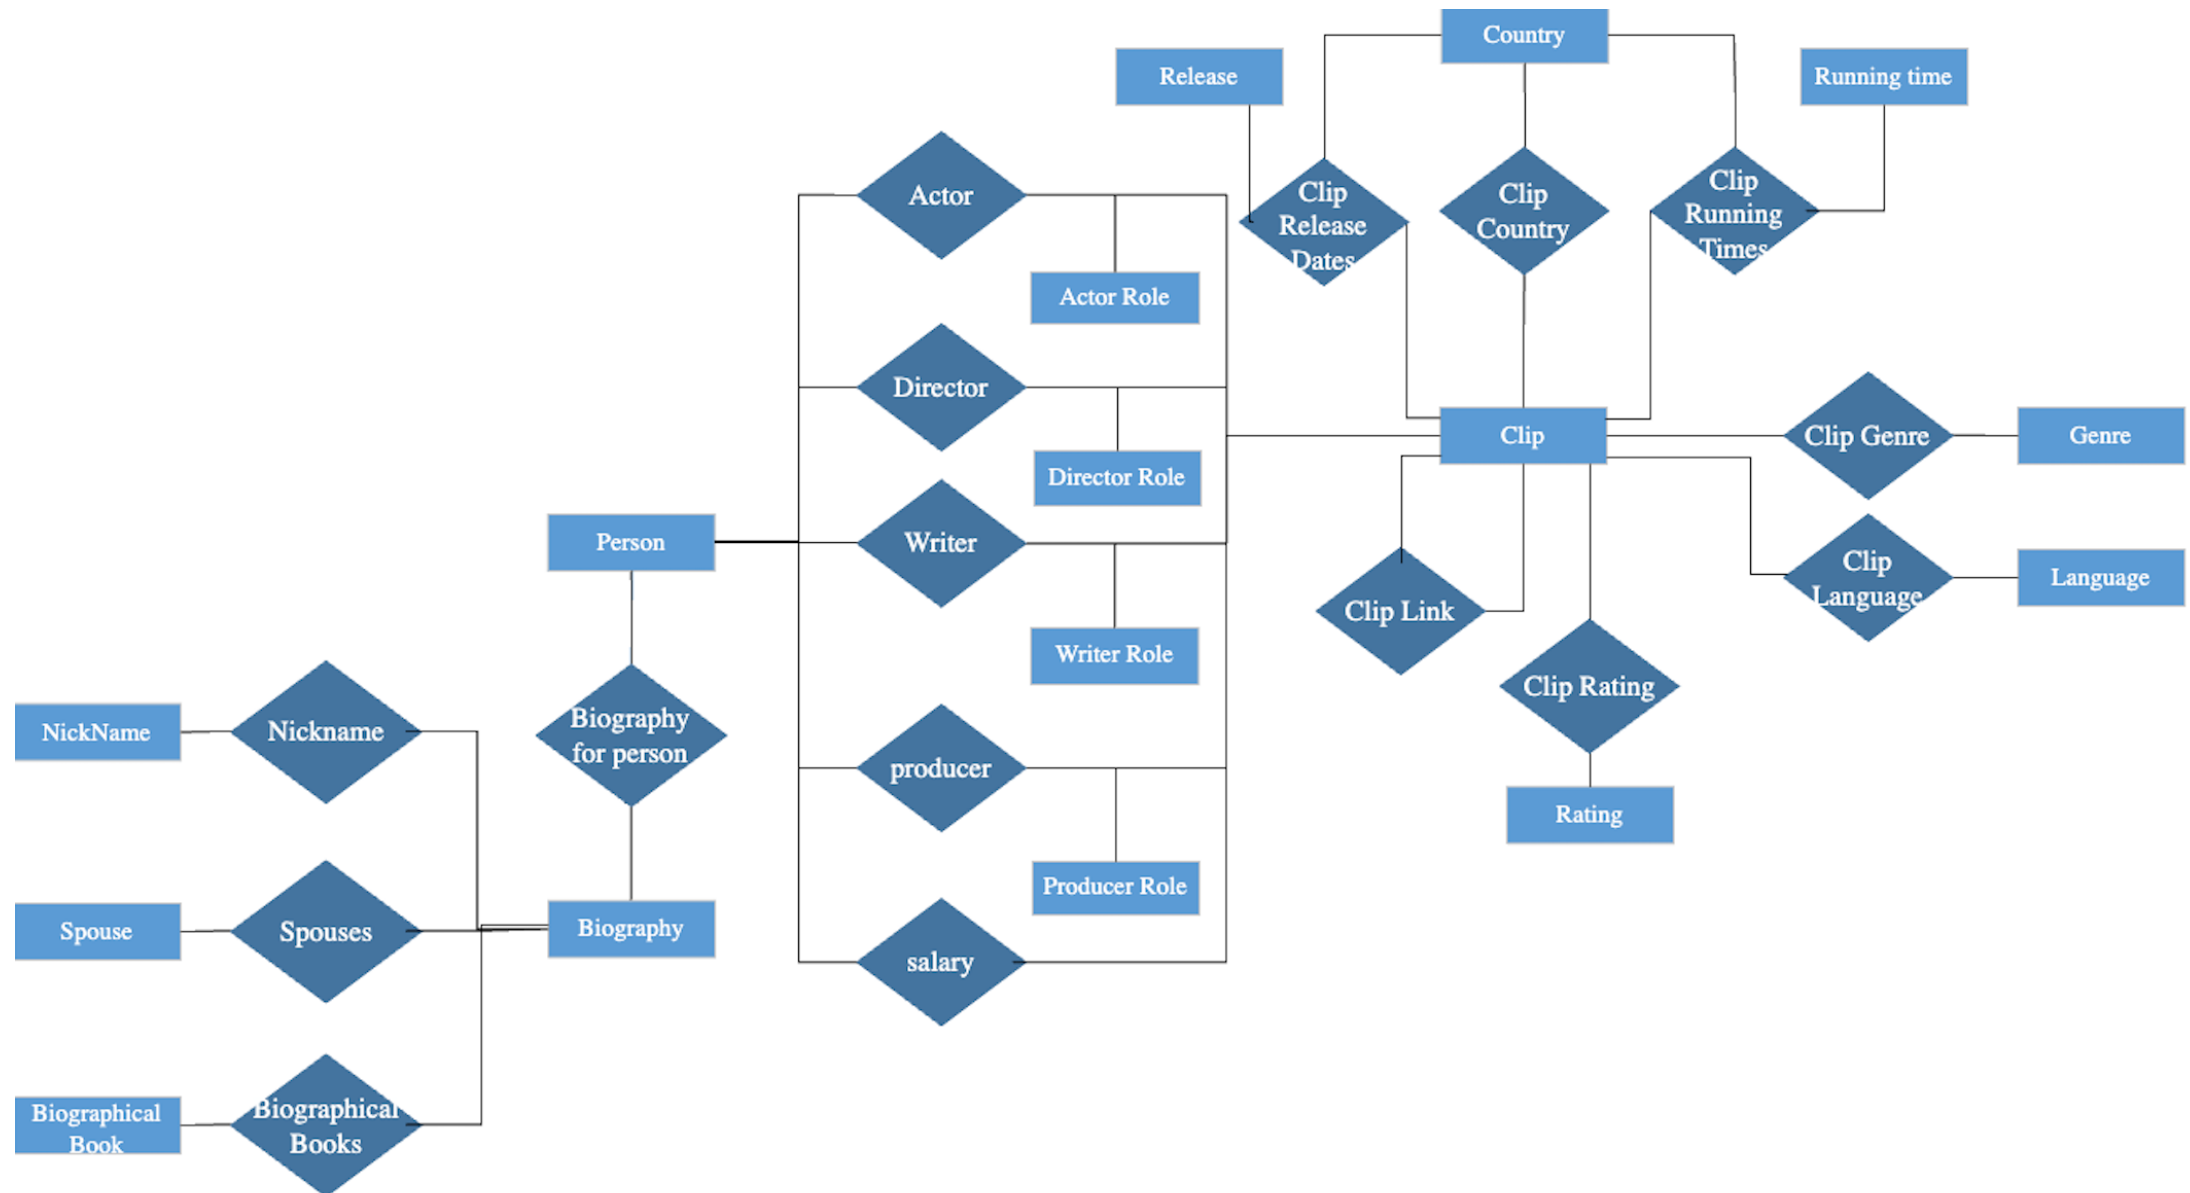 Country
Release
Running time
Actor
Clip
Release
Dates
Clip
Country
Clip
Running
Times
Actor Role
Director
Director Role
Clip
Clip Genre
Genre
Person
Writer
Clip Link
Clip
Language
Language
Writer Role
Clip Rating
NickName
Nickname
Biography
for person
producer
Rating
Producer Role
Spouse
Spouses
Biography
salary
Biographical
Book
Biographical
Books